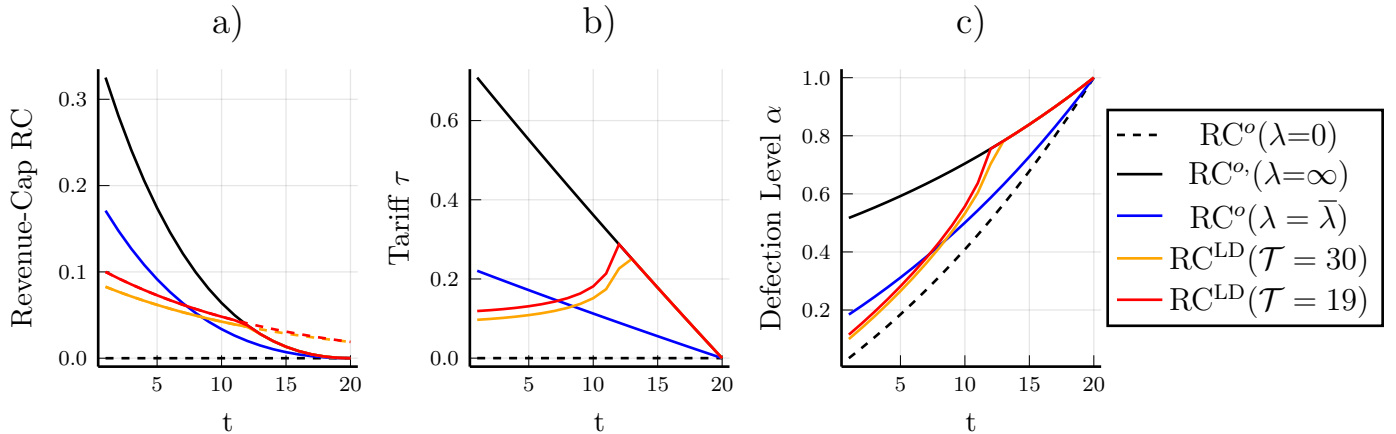 a)
b)
c)
Revenue-Cap RC
0.3
0.2
0.1
0.0
5
10
15
20
t
Tariff τ
0.6
0.4
0.2
0.0
5
10
15
20
t
Defection Level α
1.0
0.8
0.6
0.4
0.2
5
10
15
20
t
RC^o(λ=0)
RC^o,(λ=∞)
RC^o(λ = λ̅)
RC^LD(𝒯 = 30)
RC^LD(𝒯 = 19)